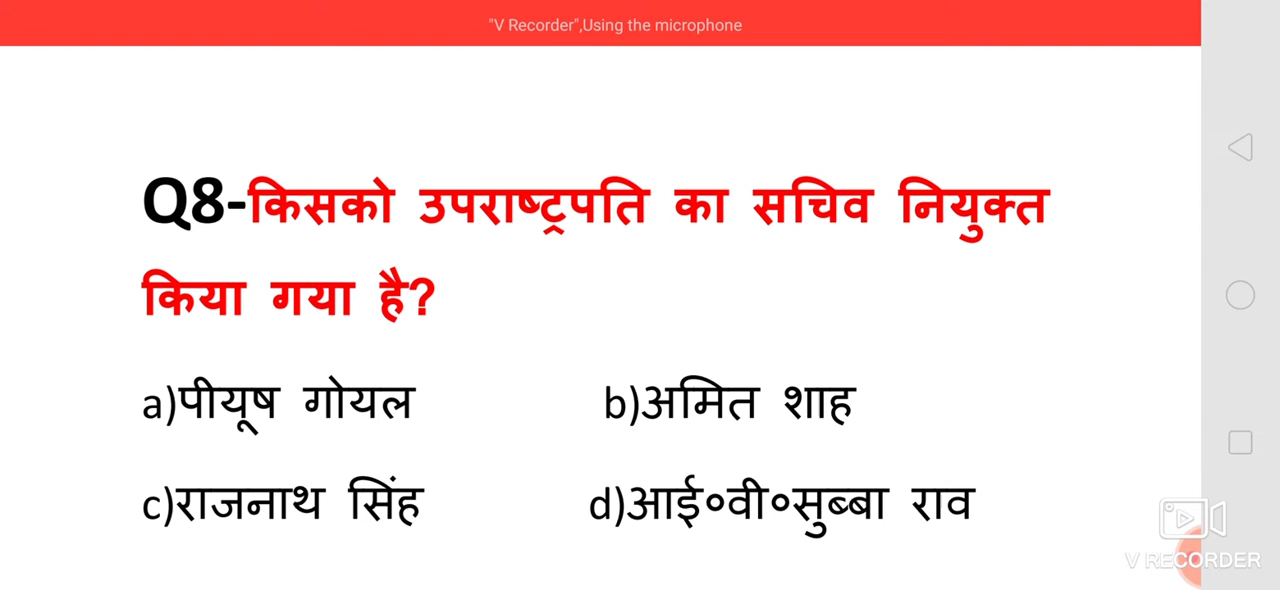 "V Recorder",Using the microphone
Q8-किसको उपराष्ट्रपति का सचिव नियुक्त
किया गया है?
a)पीयूष गोयल b)अमित शाह
c)राजनाथ सिंह d)आई०वी०सुब्बा राव
V RECORDER